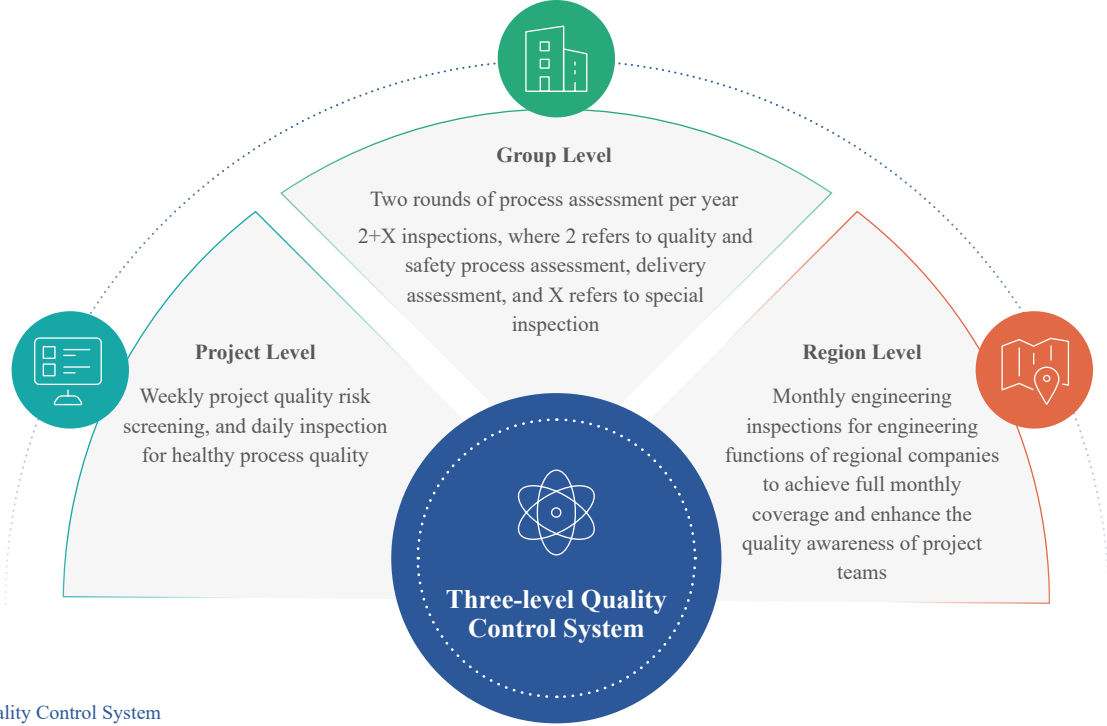 Group Level
Two rounds of process assessment per year
2+X inspections, where 2 refers to quality and
safety process assessment, delivery
assessment, and X refers to special
inspection
Project Level
Weekly project quality risk
screening, and daily inspection
for healthy process quality
Region Level
Monthly engineering
inspections for engineering
functions of regional companies
to achieve full monthly
coverage and enhance the
quality awareness of project
teams
Three-level Quality
Control System
Control System